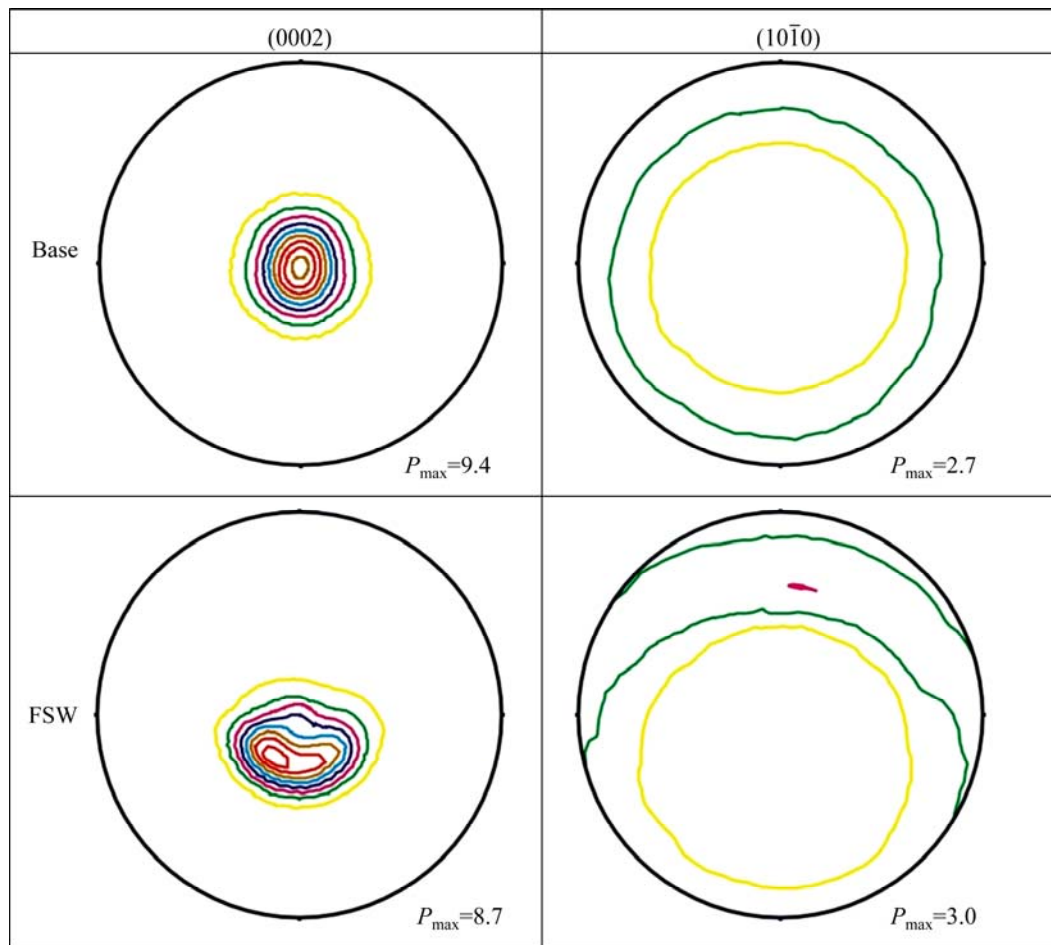 (0002) (101̄0)
Base
Pmax=9.4 Pmax=2.7
FSW
Pmax=8.7 Pmax=3.0